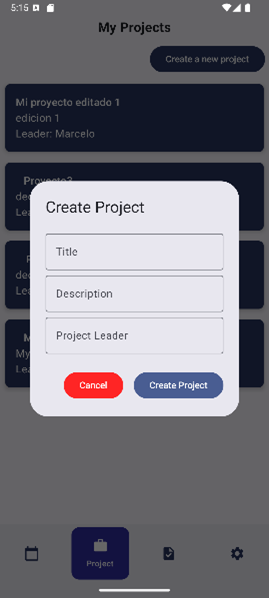 5:15
My Projects
Create a new project
Mi proyecto editado 1
edicion 1
Leader: Marcelo
Proyecto3
Create Project
Title
Description
Project Leader
Cancel
Create Project
Project